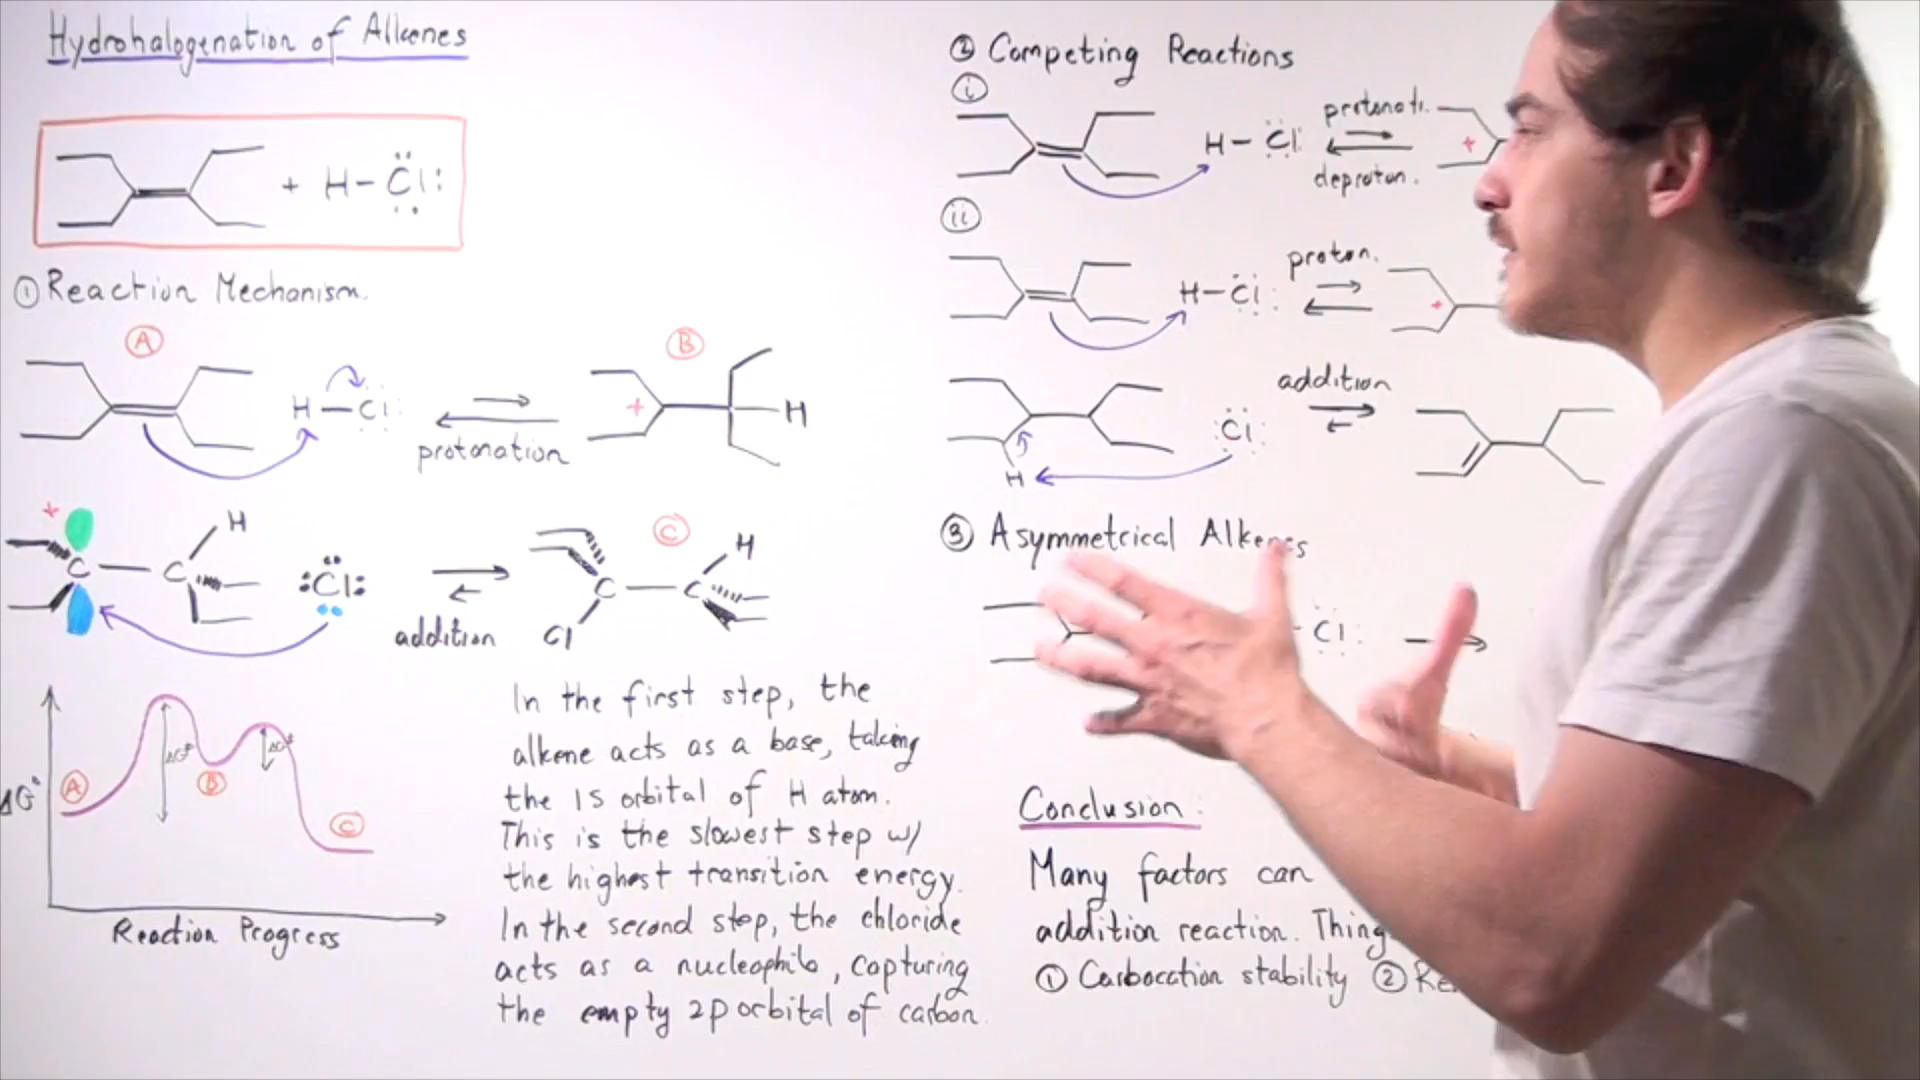 Hydrohalogenation of Alkenes
+ H-Cl:
① Reaction Mechanism.
A
H-Cl:
protonation
B
+
H
+
C
C
H
:Cl:
addition
C
H
C
C
Cl
ΔG°
A
ΔG‡
B
ΔG‡
C
Reaction Progress
In the first step, the
alkene acts as a base, taking
the 1s orbital of H atom.
This is the slowest step w/
the highest transition energy.
In the second step, the chloride
acts as a nucleophile, capturing
the empty 2p orbital of carbon.
② Competing Reactions
i
H-Cl:
protonati.
deproton.
+
ii
H-Cl:
proton.
+
H
:Cl:
addition
③ Asymmetrical Alkenes
Cl:
Conclusion:
Many factors can
addition reaction. Thing
① Carbocation stability ②